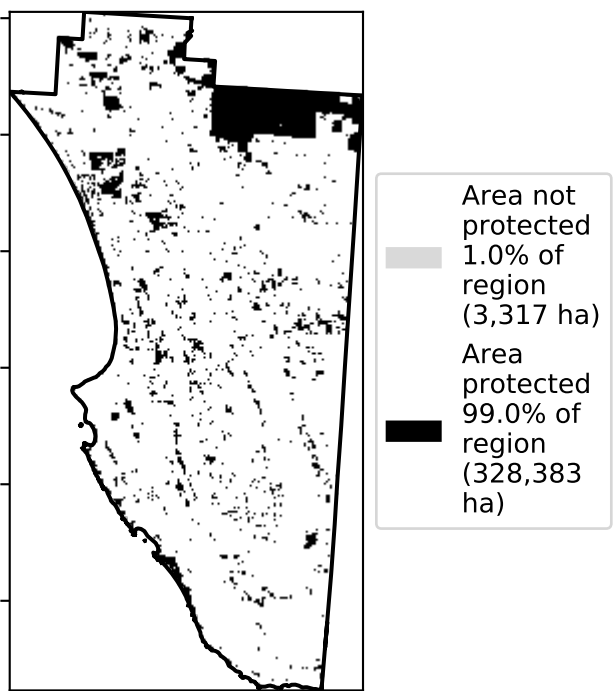 Area not
protected
1.0% of
region
(3,317 ha)
Area
protected
99.0% of
region
(328,383
ha)